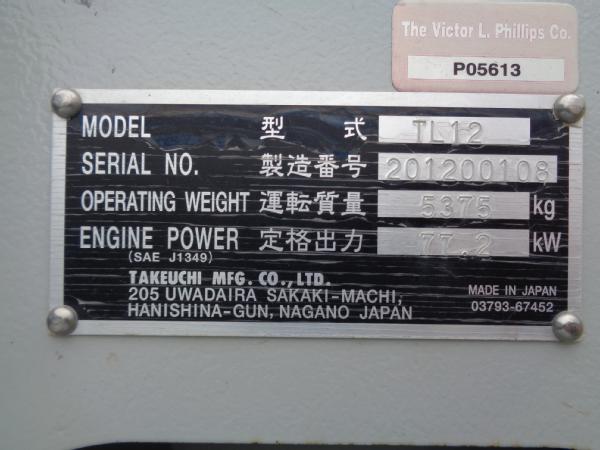 The Victor L. Phillips Co.
P05613
MODEL 型式 TL12
SERIAL NO. 製造番号 201200108
OPERATING WEIGHT 運転質量 5375 kg
ENGINE POWER 定格出力 77.2 kW
(SAE J1349)
TAKEUCHI MFG. CO., LTD.
205 UWADAIRA SAKAKI-MACHI,
HANISHINA-GUN, NAGANO JAPAN
MADE IN JAPAN
03793-67452